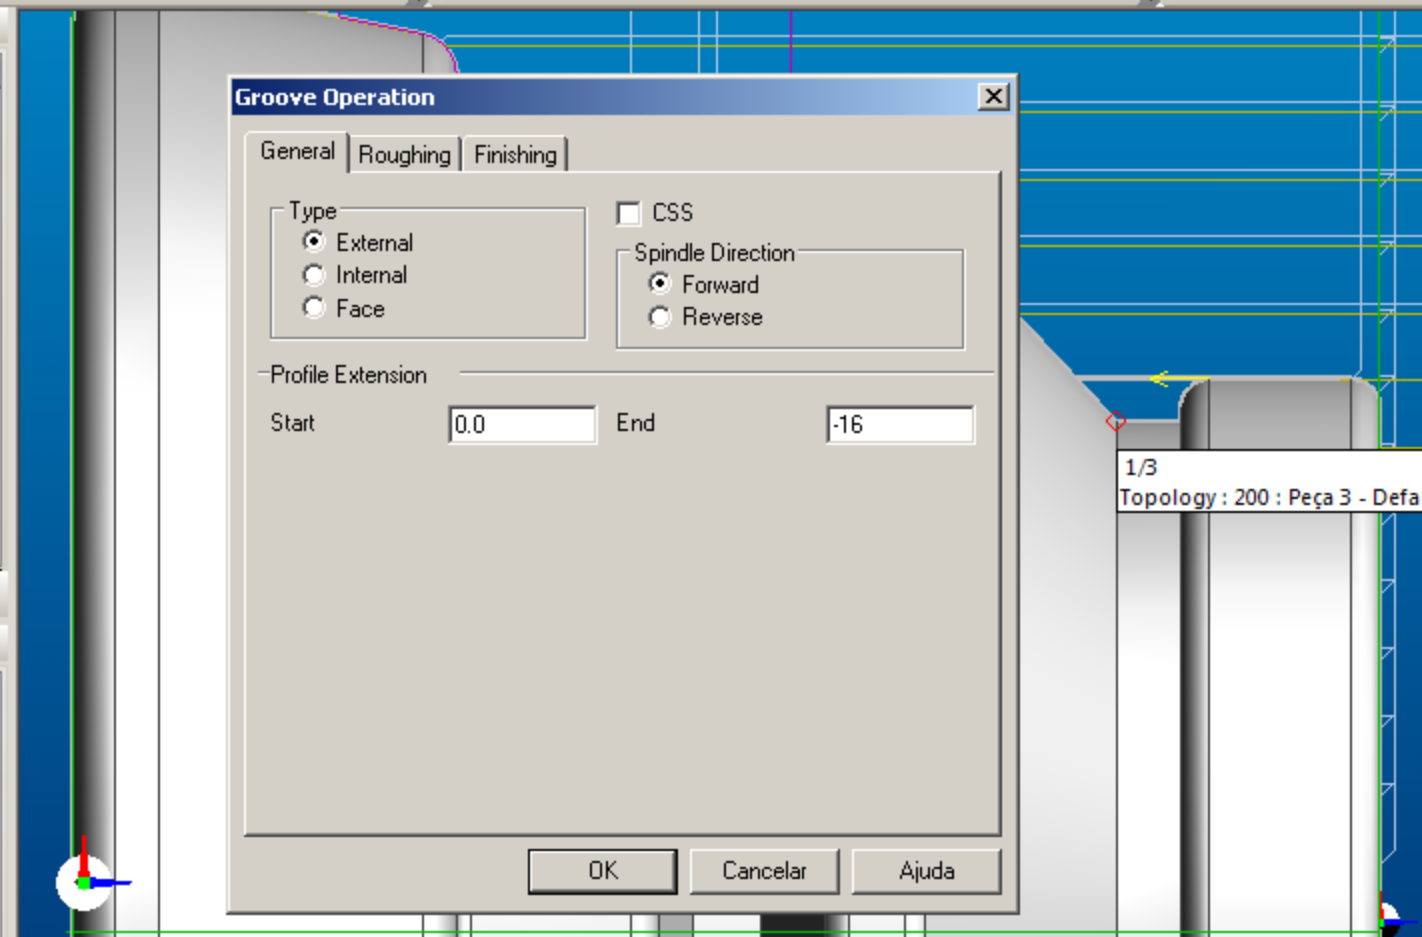 Groove Operation
General Roughing Finishing
Type
External
Internal
Face
CSS
Spindle Direction
Forward
Reverse
Profile Extension
Start 0.0 End -16
1/3
Topology : 200 : Peça 3 - Defa
OK Cancelar Ajuda